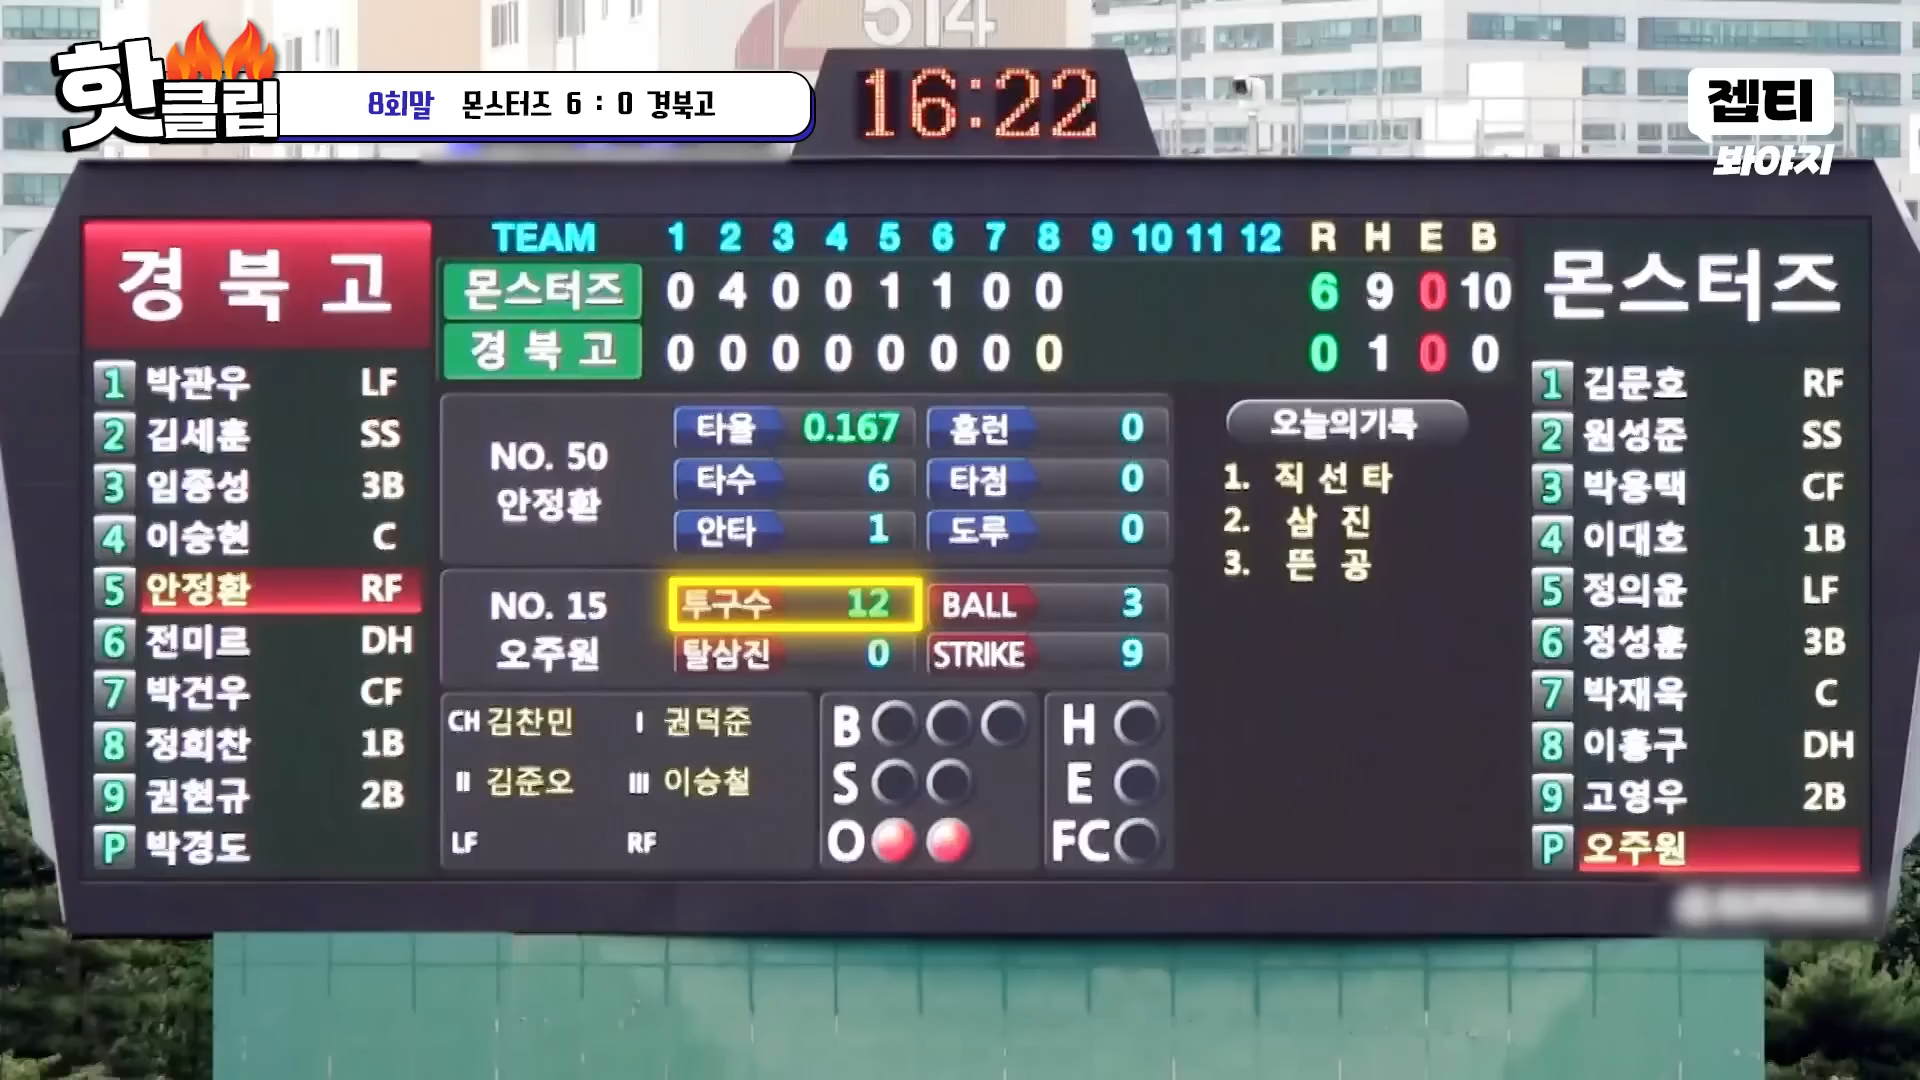 514
핫클립
8회말 몬스터즈 6 : 0 경북고
16:22
젭티
봐야지
경북고
1 박관우 LF
2 김세훈 SS
3 임종성 3B
4 이승현 C
5 안정환 RF
6 전미르 DH
7 박건우 CF
8 정희찬 1B
9 권현규 2B
P 박경도
TEAM 1 2 3 4 5 6 7 8 9 10 11 12 R H E B
몬스터즈 0 4 0 0 1 1 0 0 6 9 0 10
경북고 0 0 0 0 0 0 0 0 0 1 0 0
NO. 50
안정환
타율 0.167 홈런 0
타수 6 타점 0
안타 1 도루 0
NO. 15
오주원
투구수 12 BALL 3
탈삼진 0 STRIKE 9
CH 김찬민 I 권덕준
II 김준오 III 이승철
LF RF
B H
S E
O FC
오늘의기록
1. 직선타
2. 삼진
3. 뜬공
몬스터즈
1 김문호 RF
2 원성준 SS
3 박용택 CF
4 이대호 1B
5 정의윤 LF
6 정성훈 3B
7 박재욱 C
8 이홍구 DH
9 고영우 2B
P 오주원